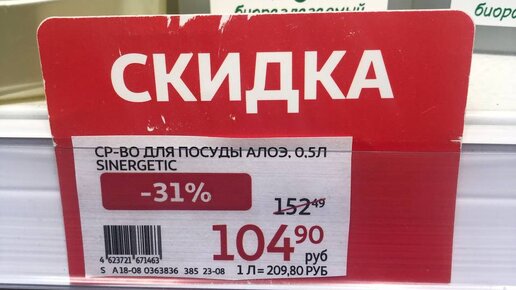 биоразлагаемый
СКИДКА
СР-ВО ДЛЯ ПОСУДЫ АЛОЭ, 0,5Л
SINERGETIC
-31%
152 49
104 90
руб
4 623721 671463
S A18-08 0363836 385 23-08 1 Л = 209,80 РУБ